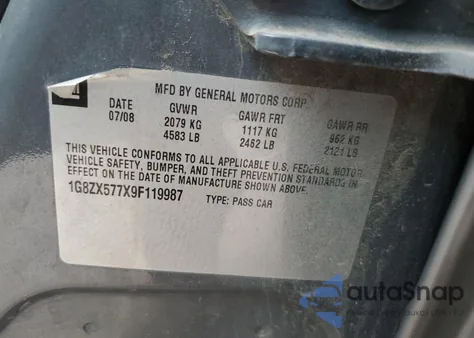 MFD BY GENERAL MOTORS CORP
DATE GVWR GAWR FRT GAWR RR
07/08 2079 KG 1117 KG 962 KG
4583 LB 2462 LB 2121 LB
THIS VEHICLE CONFORMS TO ALL APPLICABLE U.S. FEDERAL MOTOR
VEHICLE SAFETY, BUMPER, AND THEFT PREVENTION STANDARDS IN
EFFECT ON THE DATE OF MANUFACTURE SHOWN ABOVE.
1G8ZX577X9F119987 TYPE: PASS CAR
autoSnap